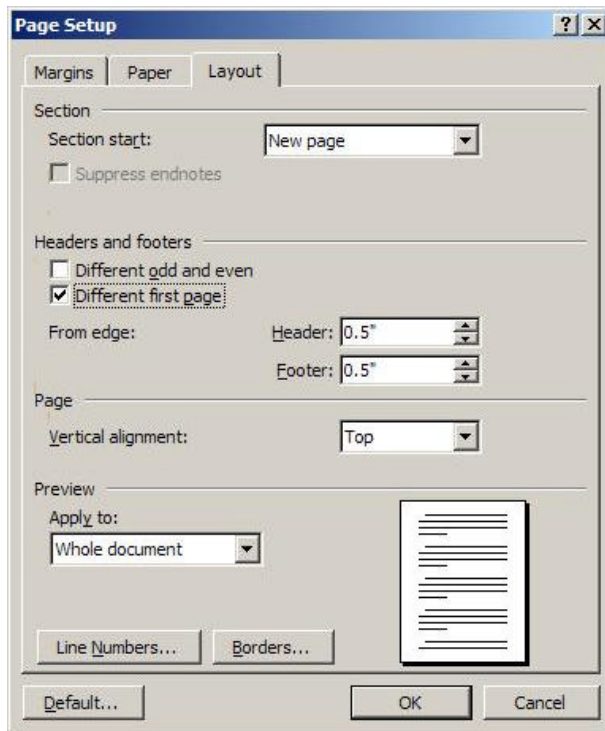 Page Setup
Margins Paper Layout
Section
Section start: New page
Suppress endnotes
Headers and footers
Different odd and even
Different first page
From edge: Header: 0.5"
Footer: 0.5"
Page
Vertical alignment: Top
Preview
Apply to:
Whole document
Line Numbers... Borders...
Default... OK Cancel